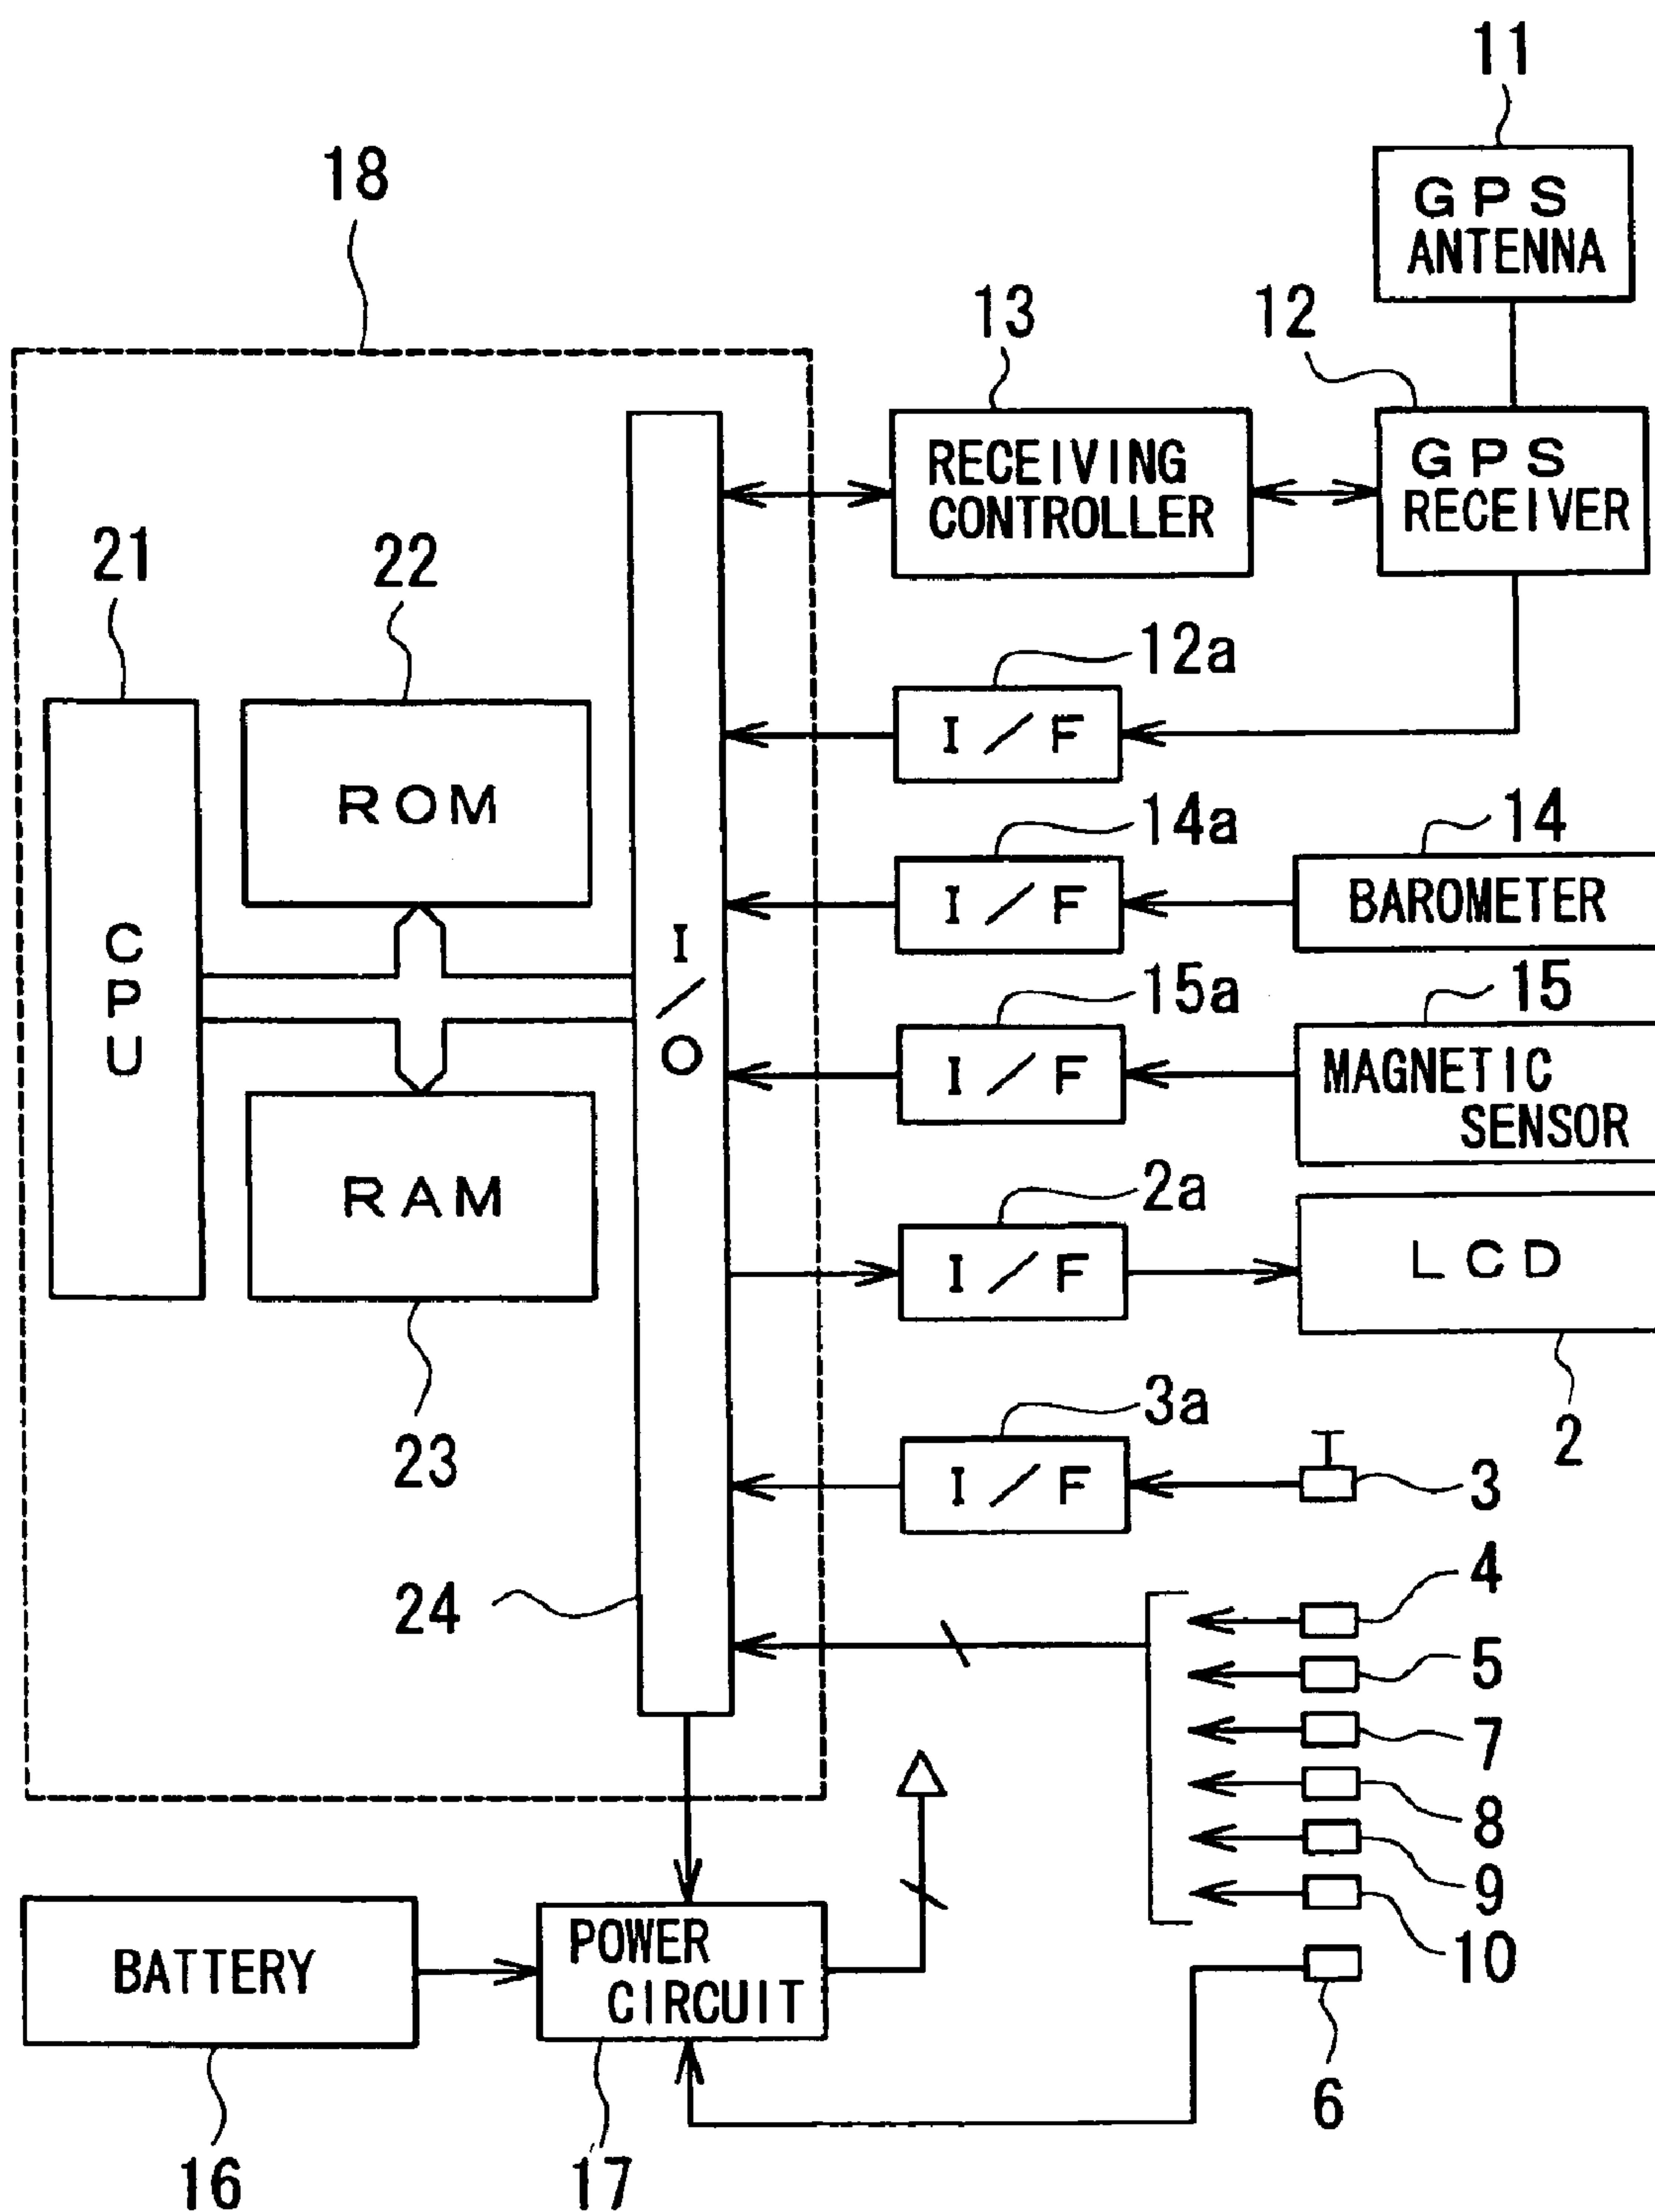 11
GPS
ANTENNA
18
13
12
RECEIVING
CONTROLLER
GPS
RECEIVER
21
22
12a
I/F
ROM
14a
14
I/F
BAROMETER
CPU
I/O
15a
15
I/F
MAGNETIC
SENSOR
RAM
2a
I/F
LCD
23
3a
2
I/F
3
24
4
5
7
8
9
10
BATTERY
POWER
CIRCUIT
6
16
17